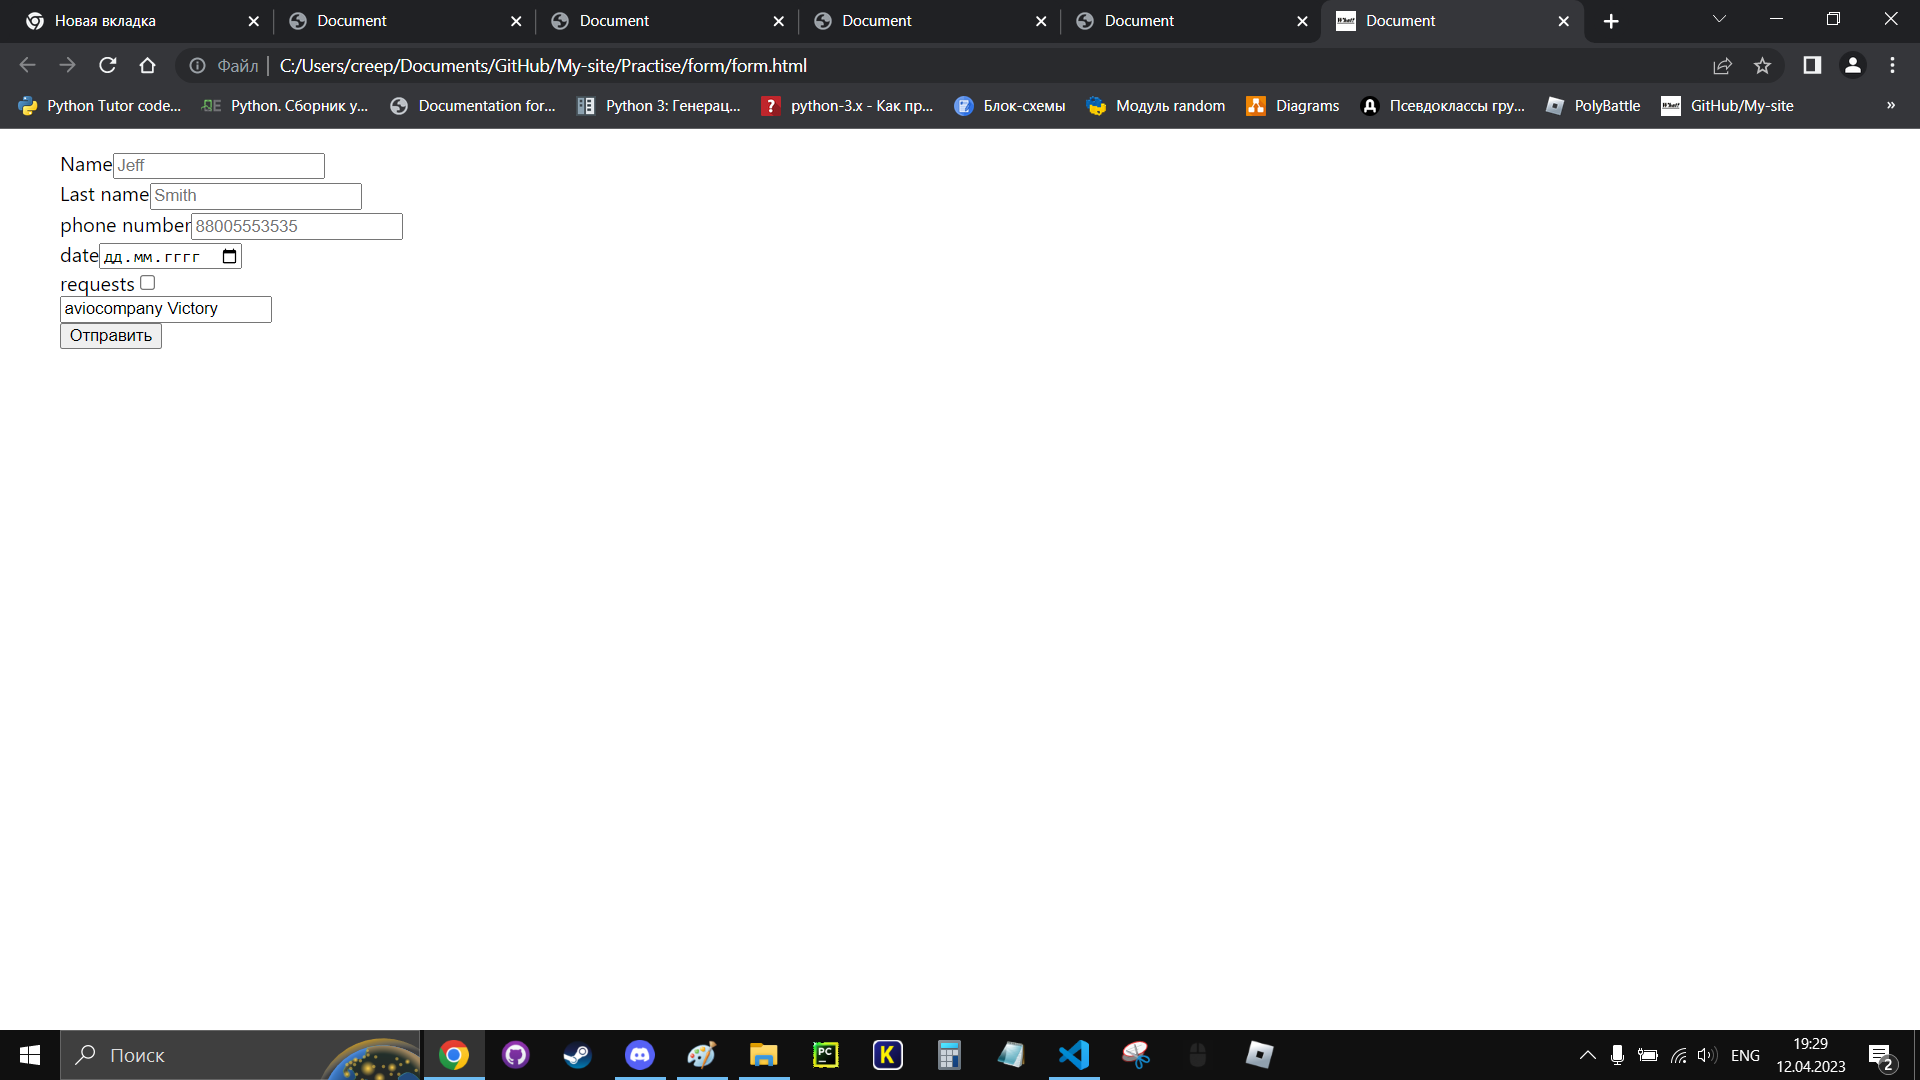 Новая вкладка
Document
Document
Document
Document
Document
Файл
C:/Users/creep/Documents/GitHub/My-site/Practise/form/form.html
Python Tutor code...
Python. Сборник у...
Documentation for...
Python 3: Генерац...
python-3.x - Как пр...
Блок-схемы
Модуль random
Diagrams
Псевдоклассы гру...
PolyBattle
GitHub/My-site
»
Name Jeff
Last name Smith
phone number 88005553535
date дд.мм.гггг
requests
aviocompany Victory
Отправить
Поиск
PC
K
ENG
19:29
12.04.2023
2